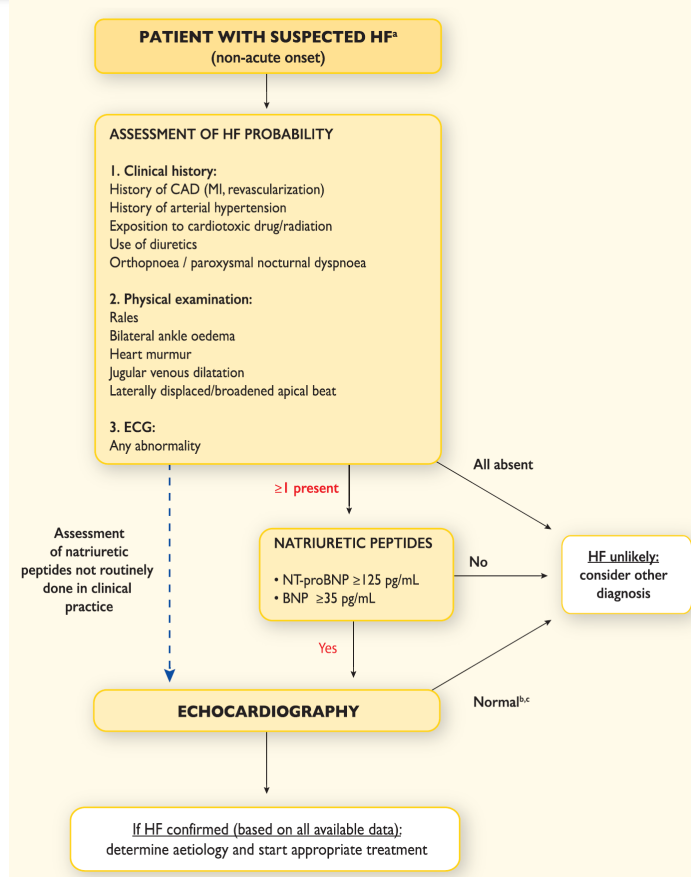 PATIENT WITH SUSPECTED HFᵃ
(non-acute onset)
ASSESSMENT OF HF PROBABILITY
1. Clinical history:
History of CAD (MI, revascularization)
History of arterial hypertension
Exposition to cardiotoxic drug/radiation
Use of diuretics
Orthopnoea / paroxysmal nocturnal dyspnoea
2. Physical examination:
Rales
Bilateral ankle oedema
Heart murmur
Jugular venous dilatation
Laterally displaced/broadened apical beat
3. ECG:
Any abnormality
All absent
≥1 present
Assessment
of natriuretic
peptides not routinely
done in clinical
practice
NATRIURETIC PEPTIDES
• NT-proBNP ≥125 pg/mL
• BNP ≥35 pg/mL
No
HF unlikely:
consider other
diagnosis
Yes
ECHOCARDIOGRAPHY
Normalᵇ,ᶜ
If HF confirmed (based on all available data):
determine aetiology and start appropriate treatment